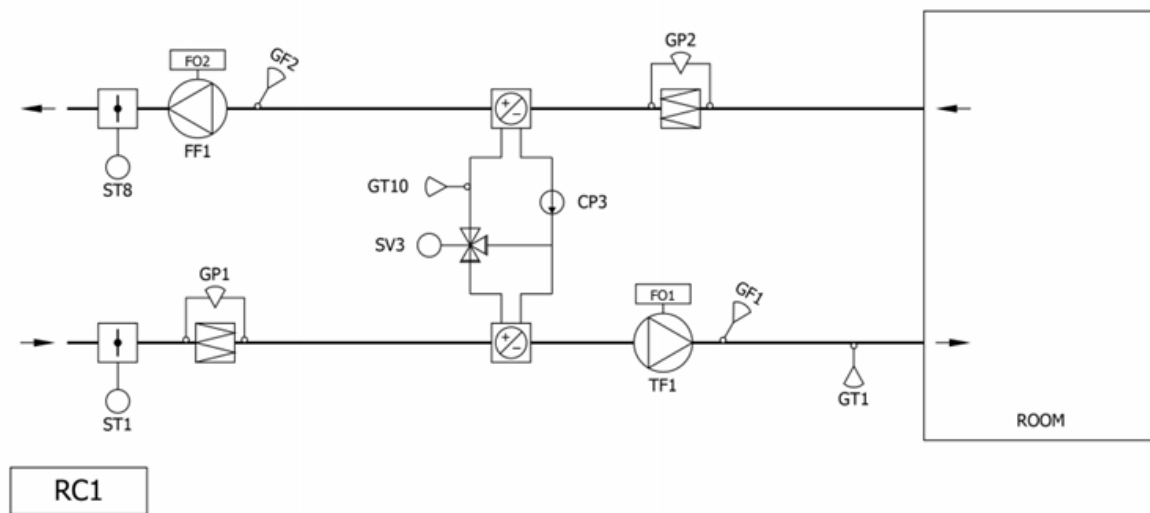 FO2
GF2
GP2
FF1
ST8
GT10
CP3
SV3
GP1
FO1
GF1
TF1
GT1
ST1
ROOM
RC1